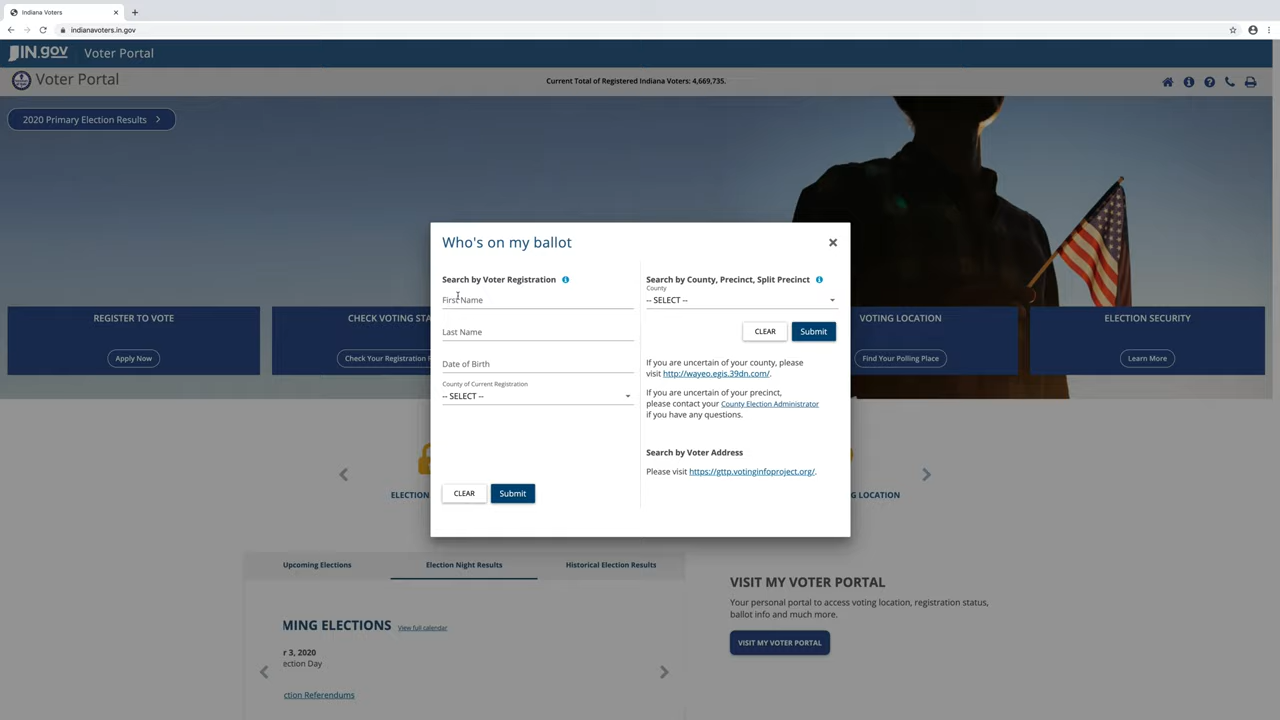 Indiana Voters
indianavoters.in.gov
IN.gov Voter Portal
Voter Portal
Current Total of Registered Indiana Voters: 4,669,735.
2020 Primary Election Results
Who's on my ballot
Search by Voter Registration
First Name
Last Name
Date of Birth
County of Current Registration
-- SELECT --
CLEAR Submit
Search by County, Precinct, Split Precinct
County
-- SELECT --
CLEAR Submit
If you are uncertain of your county, please
visit http://wayeo.egis.39dn.com/.
If you are uncertain of your precinct,
please contact your County Election Administrator
if you have any questions.
Search by Voter Address
Please visit https://gttp.votinginfoproject.org/.
REGISTER TO VOTE
Apply Now
CHECK VOTING STA
Check Your Registration
VOTING LOCATION
Find Your Polling Place
ELECTION SECURITY
Learn More
ELECTION
G LOCATION
Upcoming Elections Election Night Results Historical Election Results
MING ELECTIONS View full calendar
r 3, 2020
ection Day
ction Referendums
VISIT MY VOTER PORTAL
Your personal portal to access voting location, registration status,
ballot info and much more.
VISIT MY VOTER PORTAL